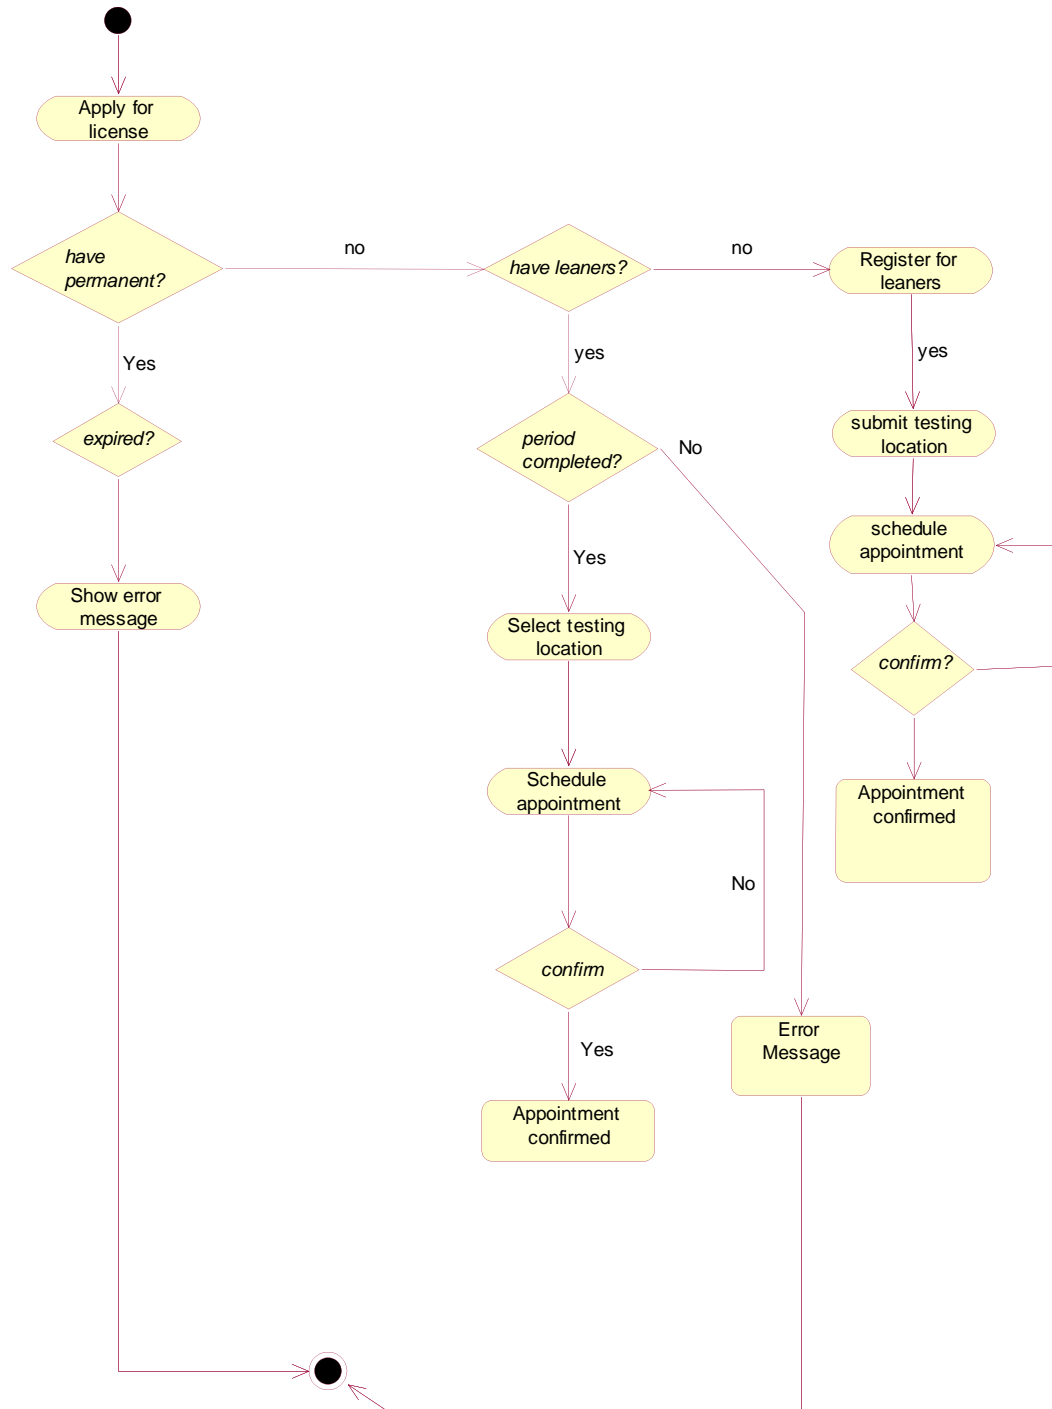 Apply for
license
have
permanent?
no
have leaners?
no
Register for
leaners
Yes
yes
yes
expired?
period
completed?
No
submit testing
location
schedule
appointment
Yes
Show error
message
Select testing
location
confirm?
Schedule
appointment
Appointment
confirmed
No
confirm
Yes
Error
Message
Appointment
confirmed